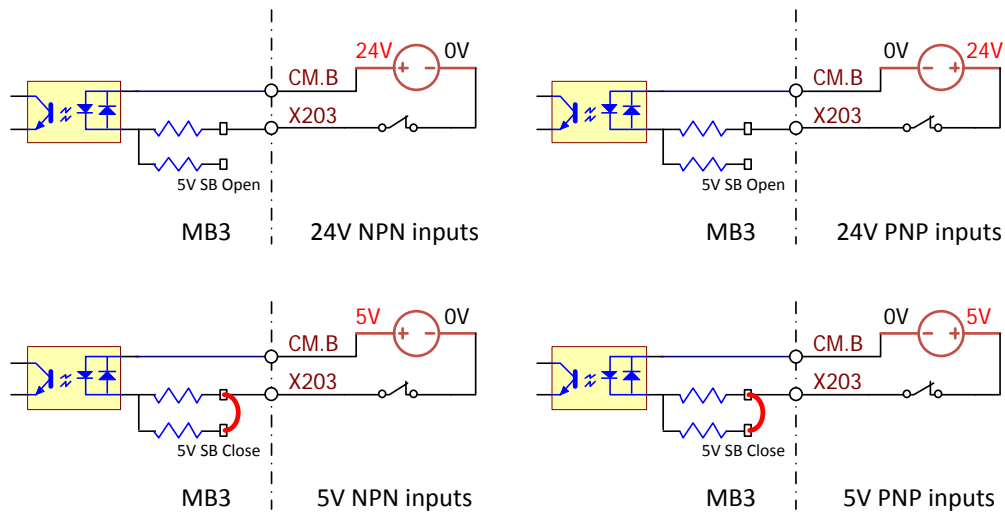 24V
+
-
0V
CM.B
X203
5V SB Open
MB3
24V NPN inputs
0V
-
+
24V
CM.B
X203
5V SB Open
MB3
24V PNP inputs
5V
+
-
0V
CM.B
X203
5V SB Close
MB3
5V NPN inputs
0V
-
+
5V
CM.B
X203
5V SB Close
MB3
5V PNP inputs